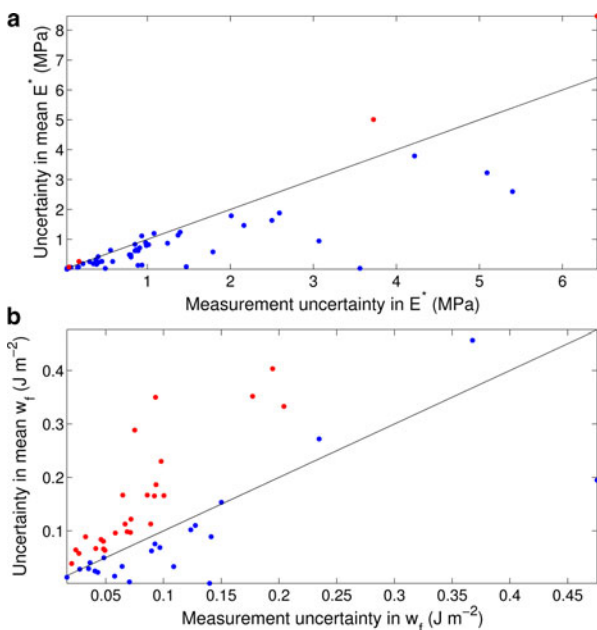 a
Uncertainty in mean E* (MPa)
8
7
6
5
4
3
2
1
1 2 3 4 5 6
Measurement uncertainty in E* (MPa)
b
Uncertainty in mean w_f (J m⁻²)
0.4
0.3
0.2
0.1
0.05 0.1 0.15 0.2 0.25 0.3 0.35 0.4 0.45
Measurement uncertainty in w_f (J m⁻²)